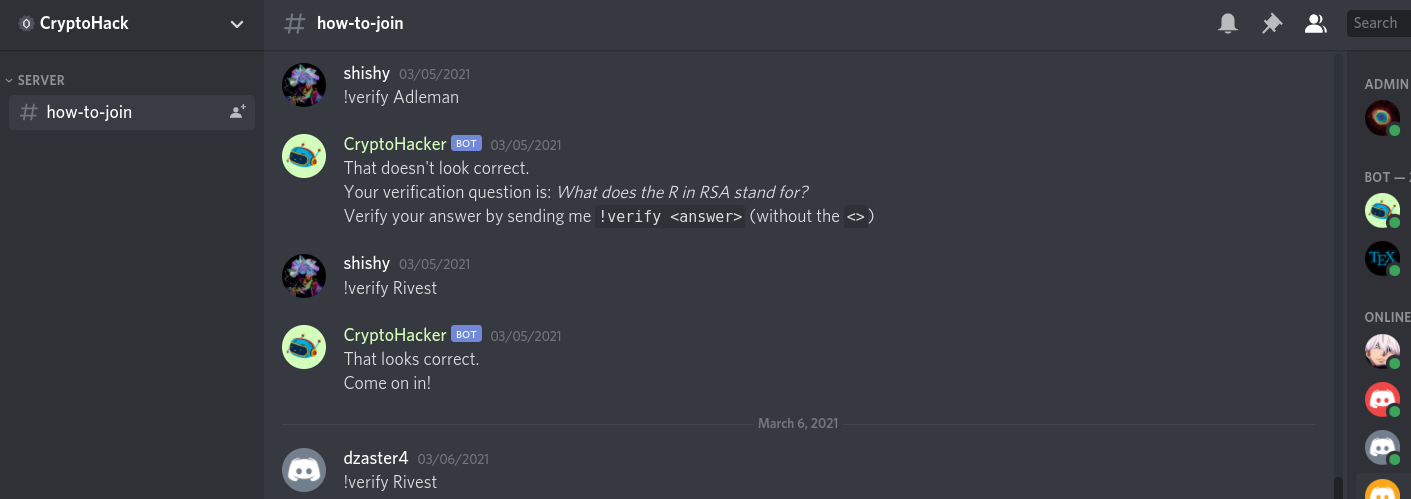 CryptoHack
# how-to-join
Search
SERVER
# how-to-join
shishy 03/05/2021
!verify Adleman
CryptoHacker BOT 03/05/2021
That doesn't look correct.
Your verification question is: What does the R in RSA stand for?
Verify your answer by sending me !verify <answer> (without the <>)
shishy 03/05/2021
!verify Rivest
CryptoHacker BOT 03/05/2021
That looks correct.
Come on in!
March 6, 2021
dzaster4 03/06/2021
!verify Rivest
ADMIN
BOT —
TEX
ONLINE